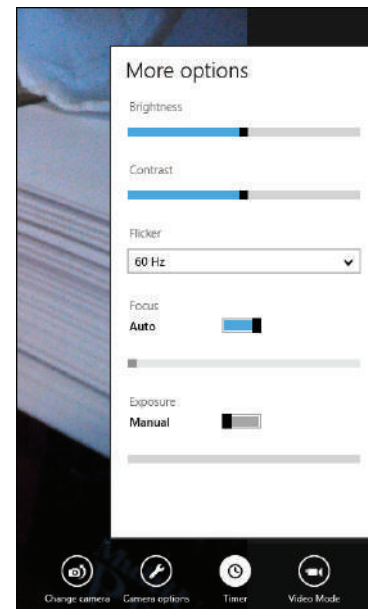 More options
Brightness
Contrast
Flicker
60 Hz
Focus
Auto
Exposure
Manual
Change camera
Camera options
Timer
Video Mode